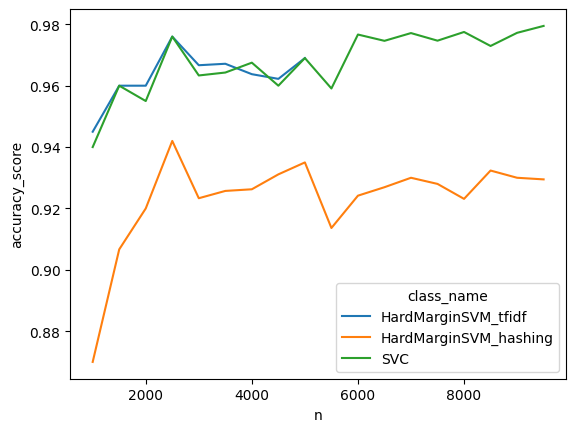 0.98
0.96
0.94
0.92
0.90
0.88
accuracy_score
2000 4000 6000 8000
n
class_name
HardMarginSVM_tfidf
HardMarginSVM_hashing
SVC